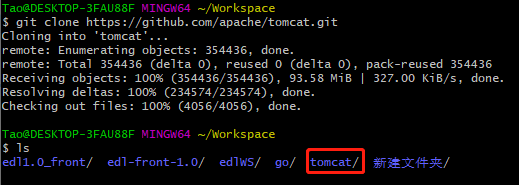 Tao@DESKTOP-3FAU88F MINGW64 ~/Workspace
$ git clone https://github.com/apache/tomcat.git
Cloning into 'tomcat'...
remote: Enumerating objects: 354436, done.
remote: Total 354436 (delta 0), reused 0 (delta 0), pack-reused 354436
Receiving objects: 100% (354436/354436), 93.58 MiB | 327.00 KiB/s, done.
Resolving deltas: 100% (234574/234574), done.
Checking out files: 100% (4056/4056), done.
Tao@DESKTOP-3FAU88F MINGW64 ~/Workspace
$ ls
edl1.0_front/ edl-front-1.0/ edlWS/ go/ tomcat/ 新建文件夹/